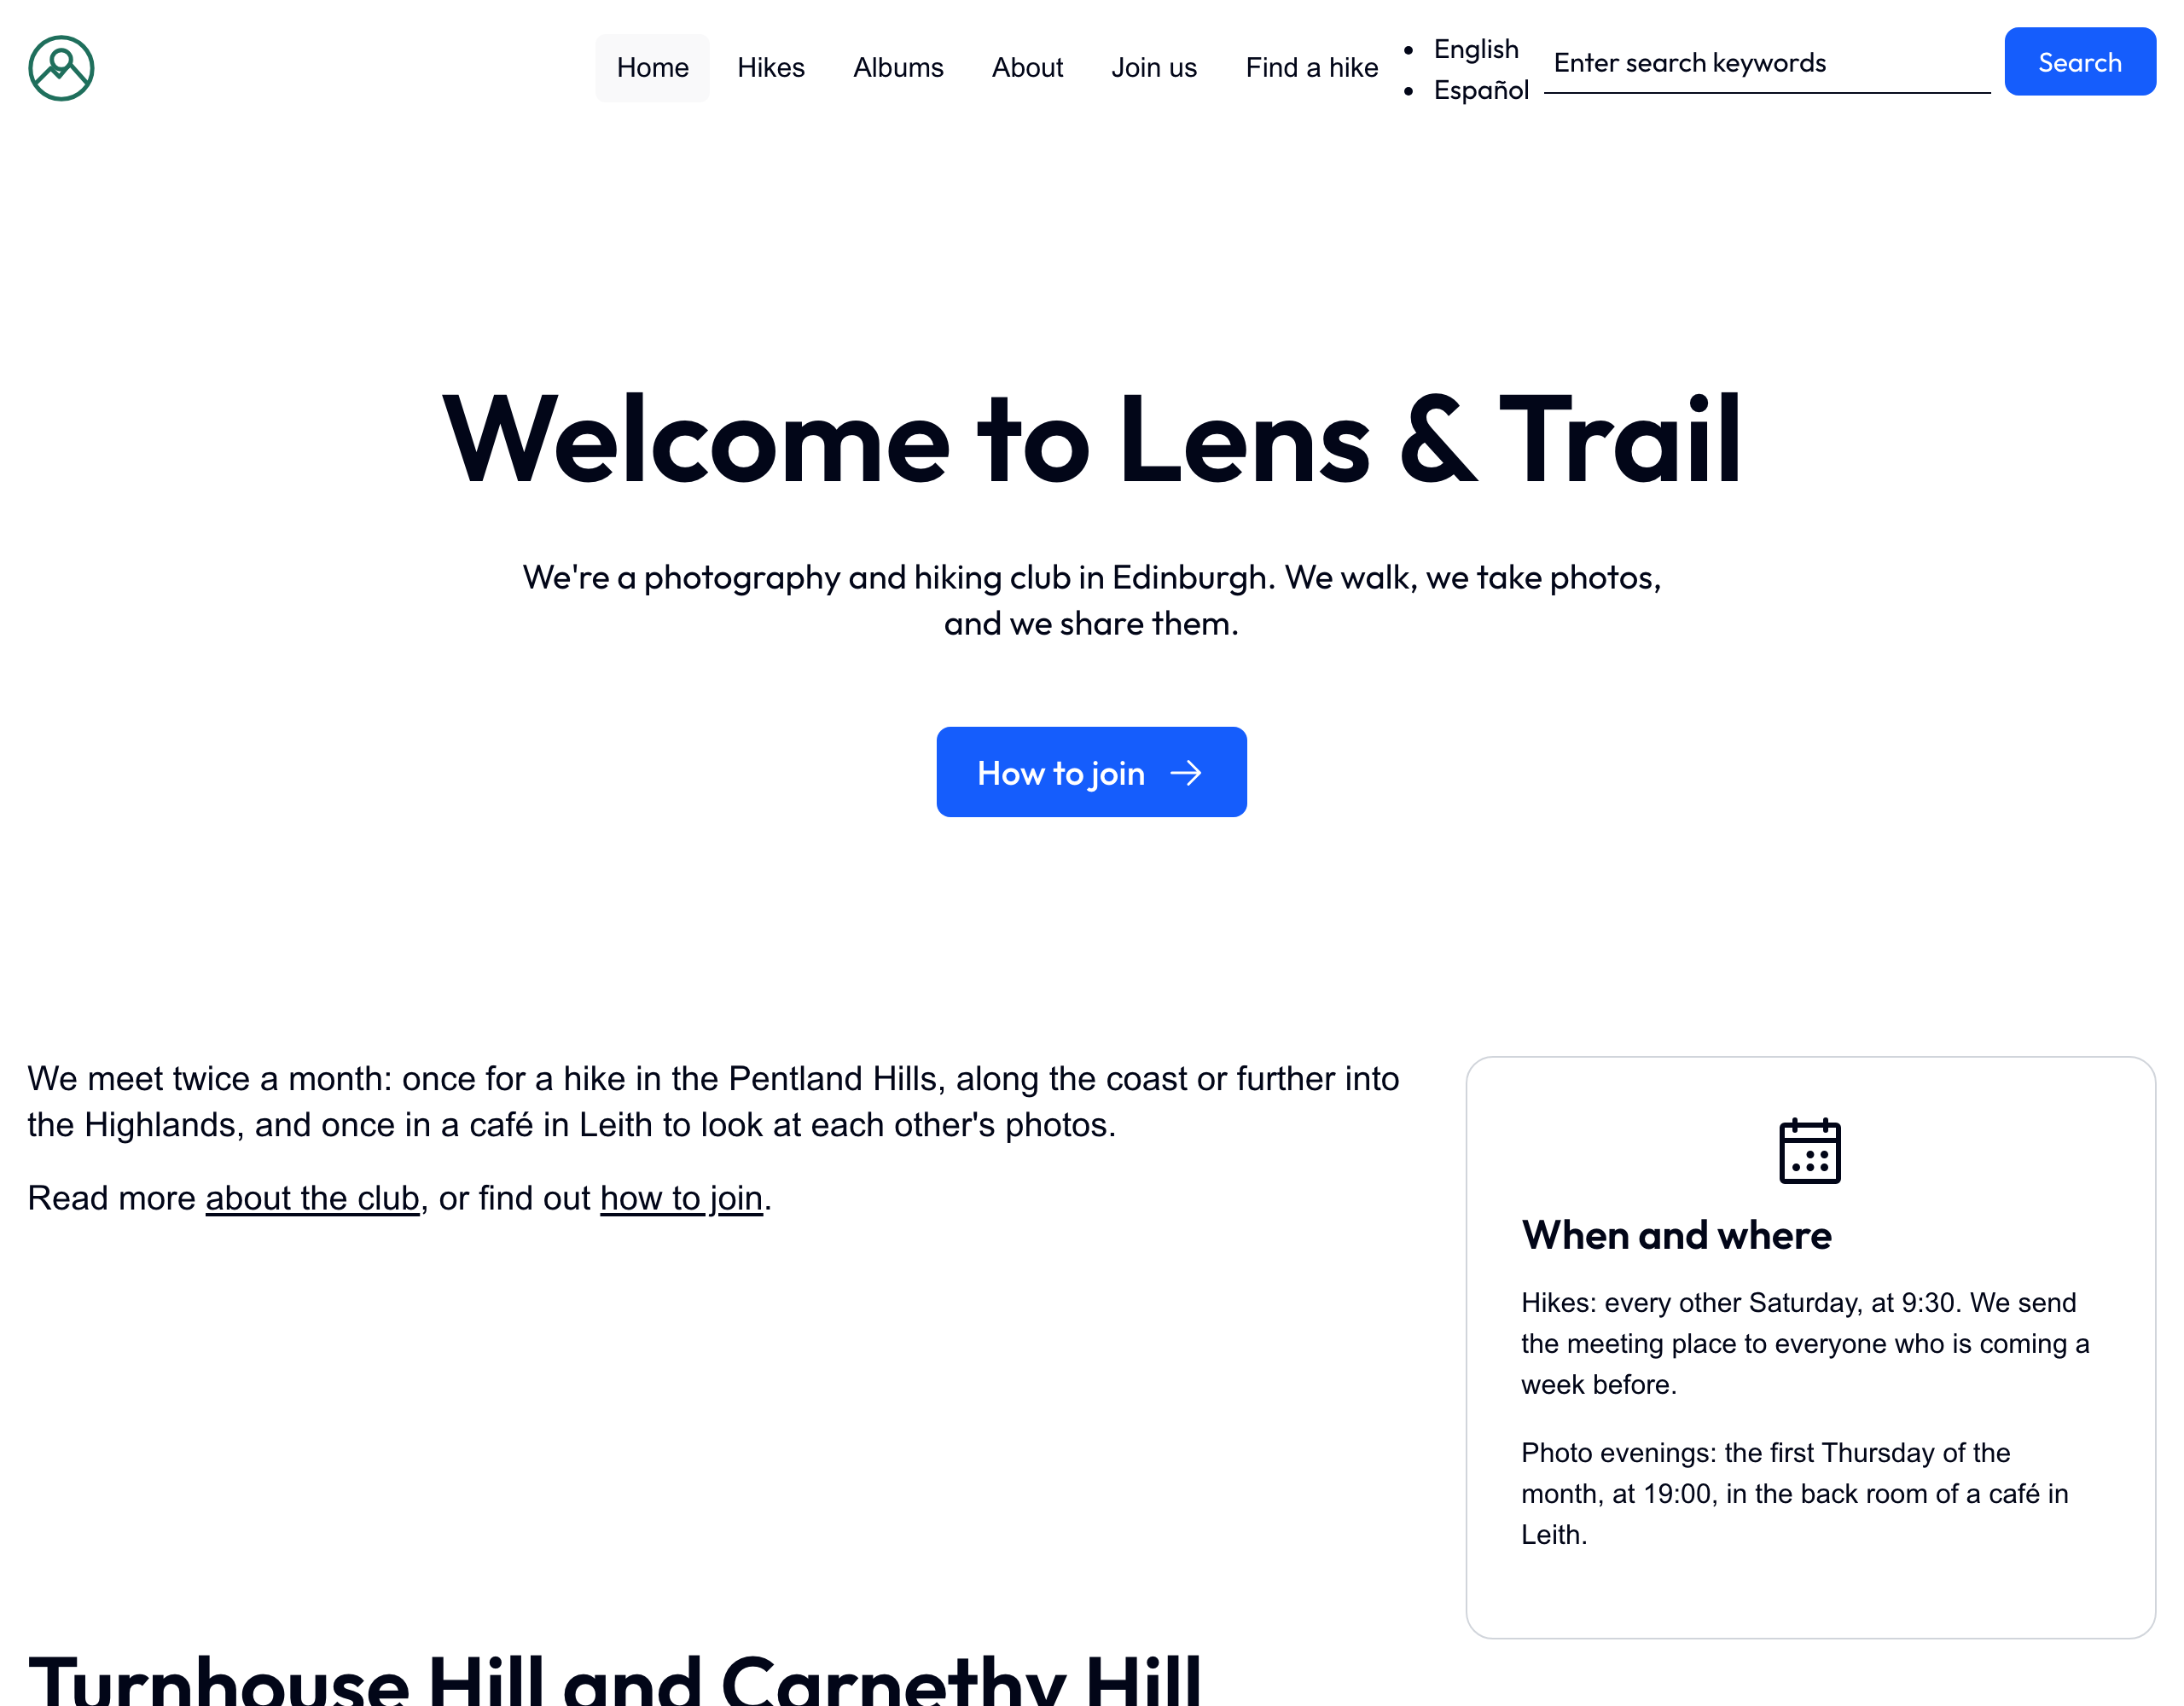 Home Hikes Albums About Join us Find a hike
English
Español
Enter search keywords
Search
Welcome to Lens & Trail
We're a photography and hiking club in Edinburgh. We walk, we take photos,
and we share them.
How to join
We meet twice a month: once for a hike in the Pentland Hills, along the coast or further into
the Highlands, and once in a café in Leith to look at each other's photos.
Read more about the club, or find out how to join.
When and where
Hikes: every other Saturday, at 9:30. We send
the meeting place to everyone who is coming a
week before.
Photo evenings: the first Thursday of the
month, at 19:00, in the back room of a café in
Leith.
Turnhouse Hill and Carnethy Hill